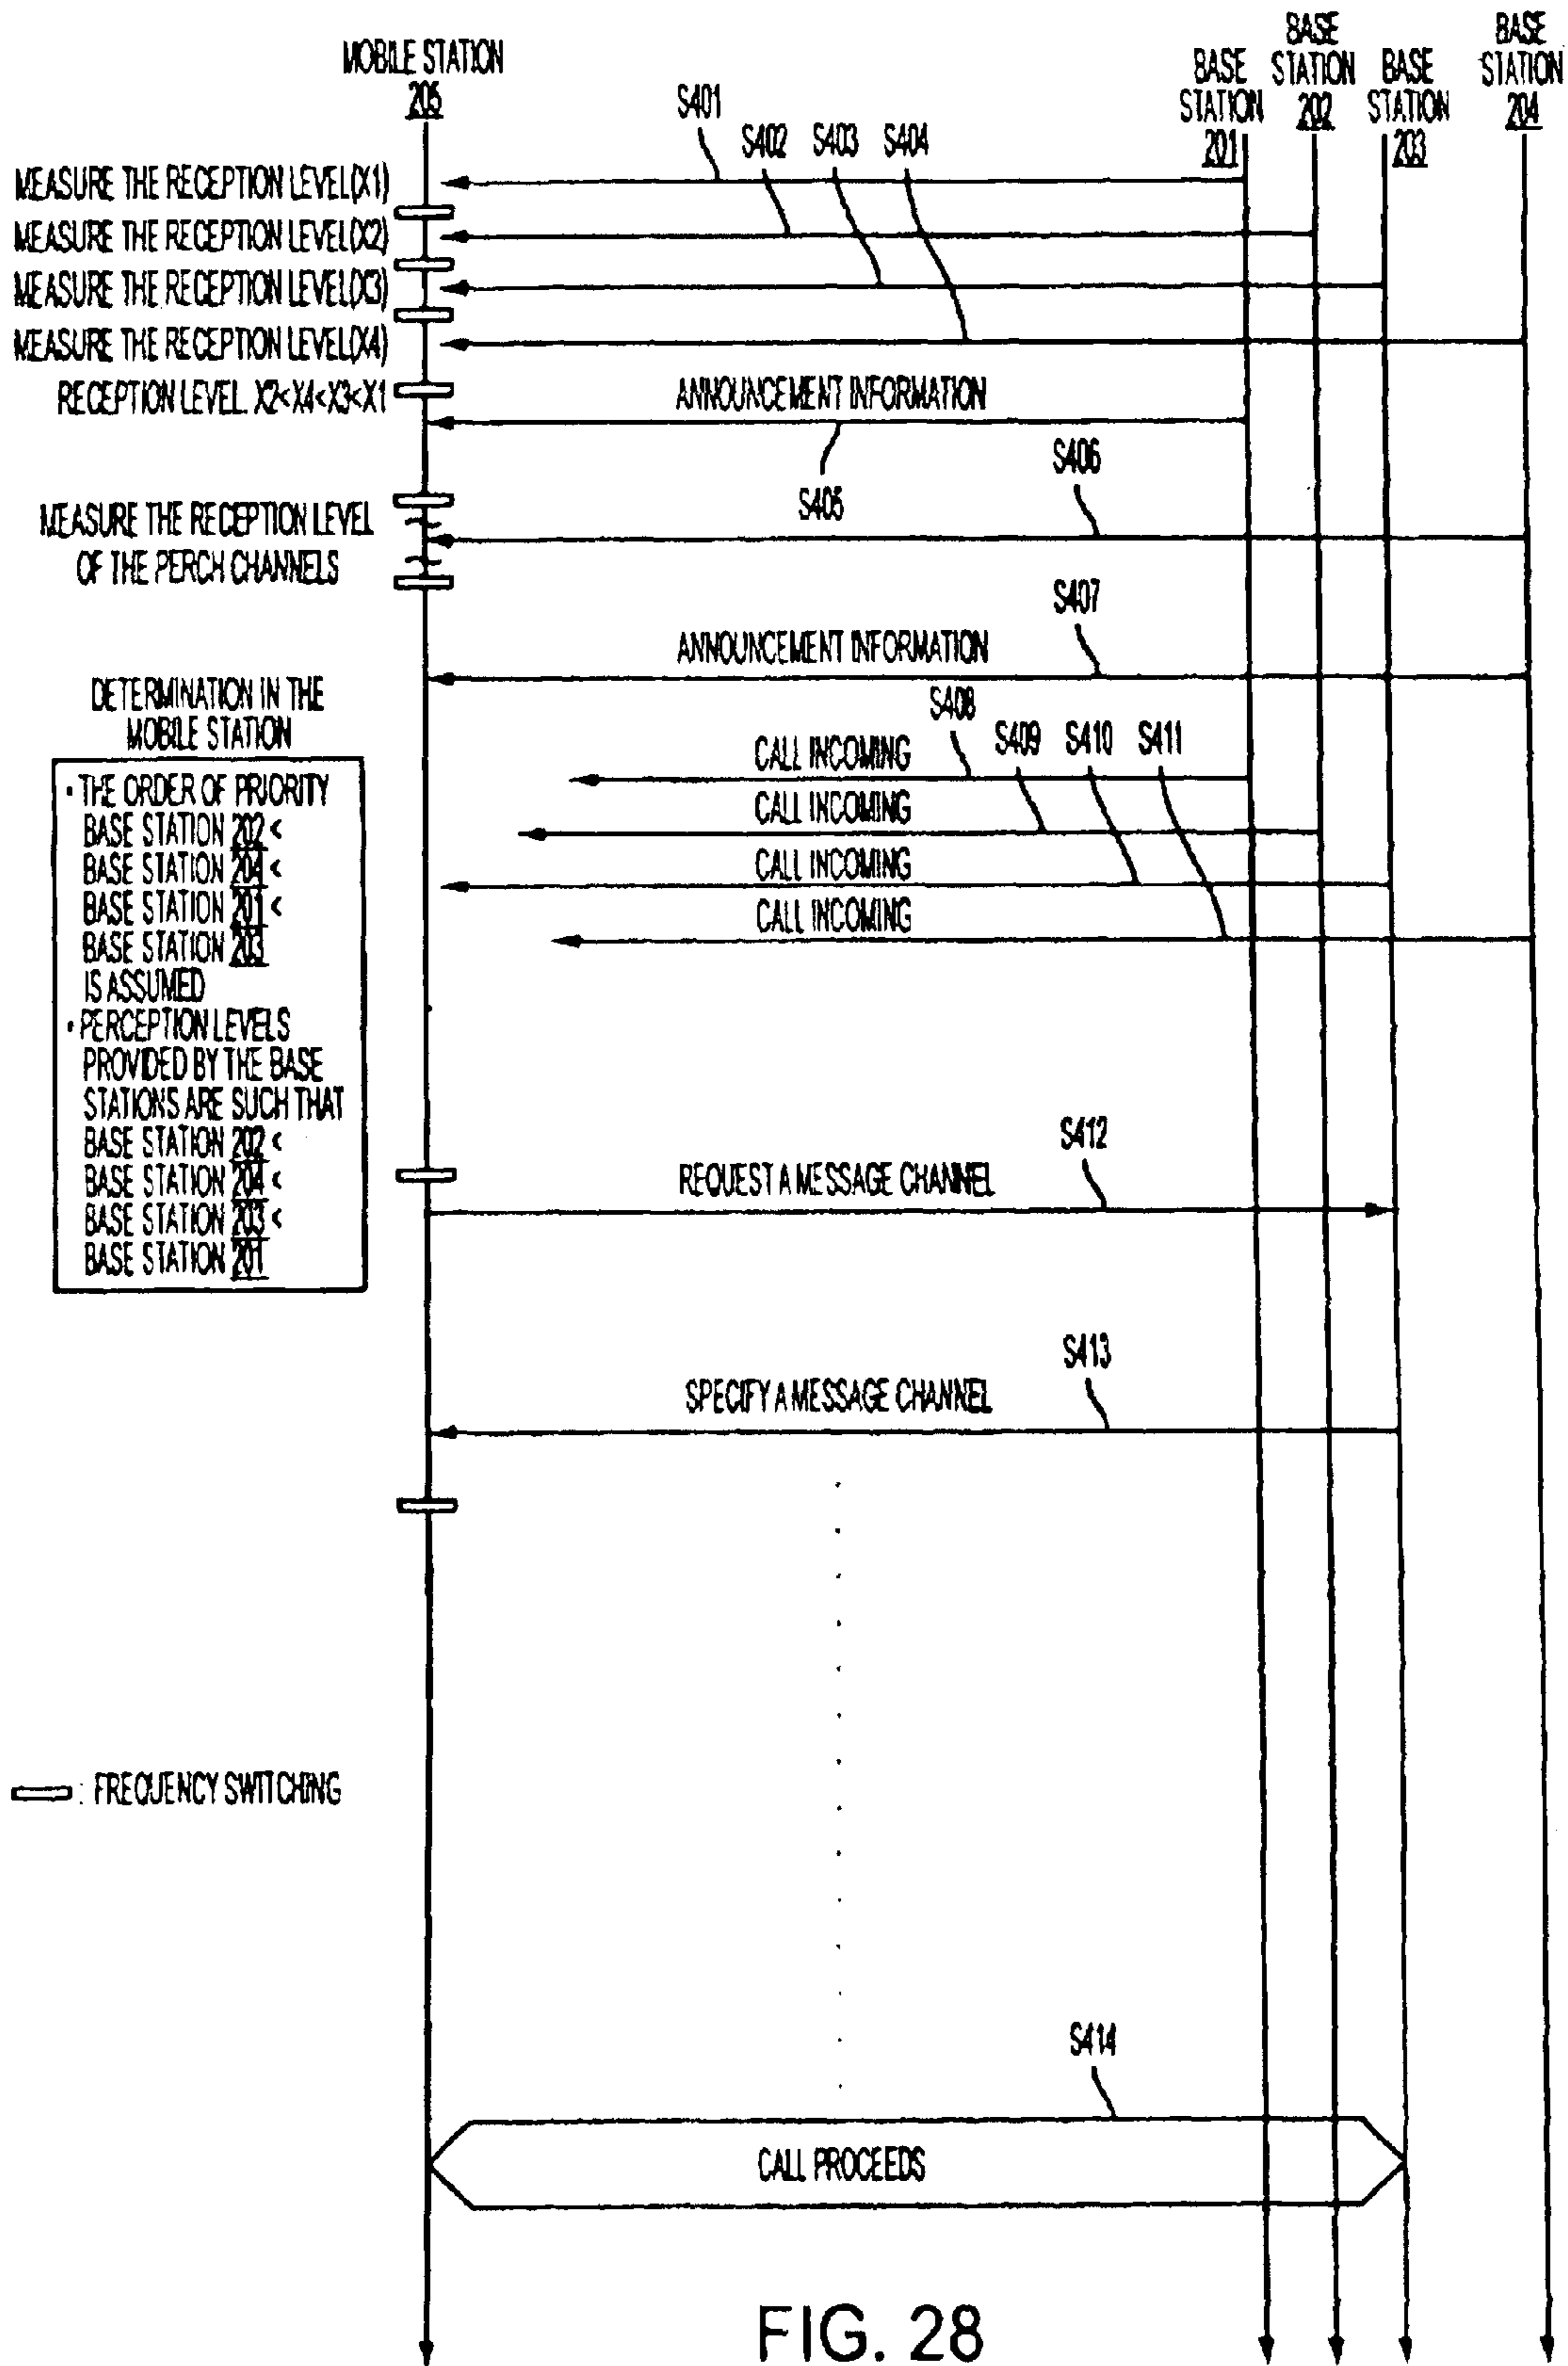 MOBILE STATION
205
BASE
STATION
201
BASE
STATION
202
BASE
STATION
203
BASE
STATION
204
S401
S402 S403 S404
MEASURE THE RECEPTION LEVEL(X1)
MEASURE THE RECEPTION LEVEL(X2)
MEASURE THE RECEPTION LEVEL(X3)
MEASURE THE RECEPTION LEVEL(X4)
RECEPTION LEVEL. X2<X4<X3<X1
ANNOUNCEMENT INFORMATION
S405
S406
MEASURE THE RECEPTION LEVEL
OF THE PERCH CHANNELS
S407
ANNOUNCEMENT INFORMATION
DETERMINATION IN THE
MOBILE STATION
• THE ORDER OF PRIORITY
BASE STATION 202 <
BASE STATION 204 <
BASE STATION 201 <
BASE STATION 203
IS ASSUMED
• PERCEPTION LEVELS
PROVIDED BY THE BASE
STATIONS ARE SUCH THAT
BASE STATION 202 <
BASE STATION 204 <
BASE STATION 203 <
BASE STATION 201
S408
S409 S410 S411
CALL INCOMING
CALL INCOMING
CALL INCOMING
CALL INCOMING
S412
REQUEST A MESSAGE CHANNEL
S413
SPECIFY A MESSAGE CHANNEL
: FREQUENCY SWITCHING
S414
CALL PROCEEDS
FIG. 28